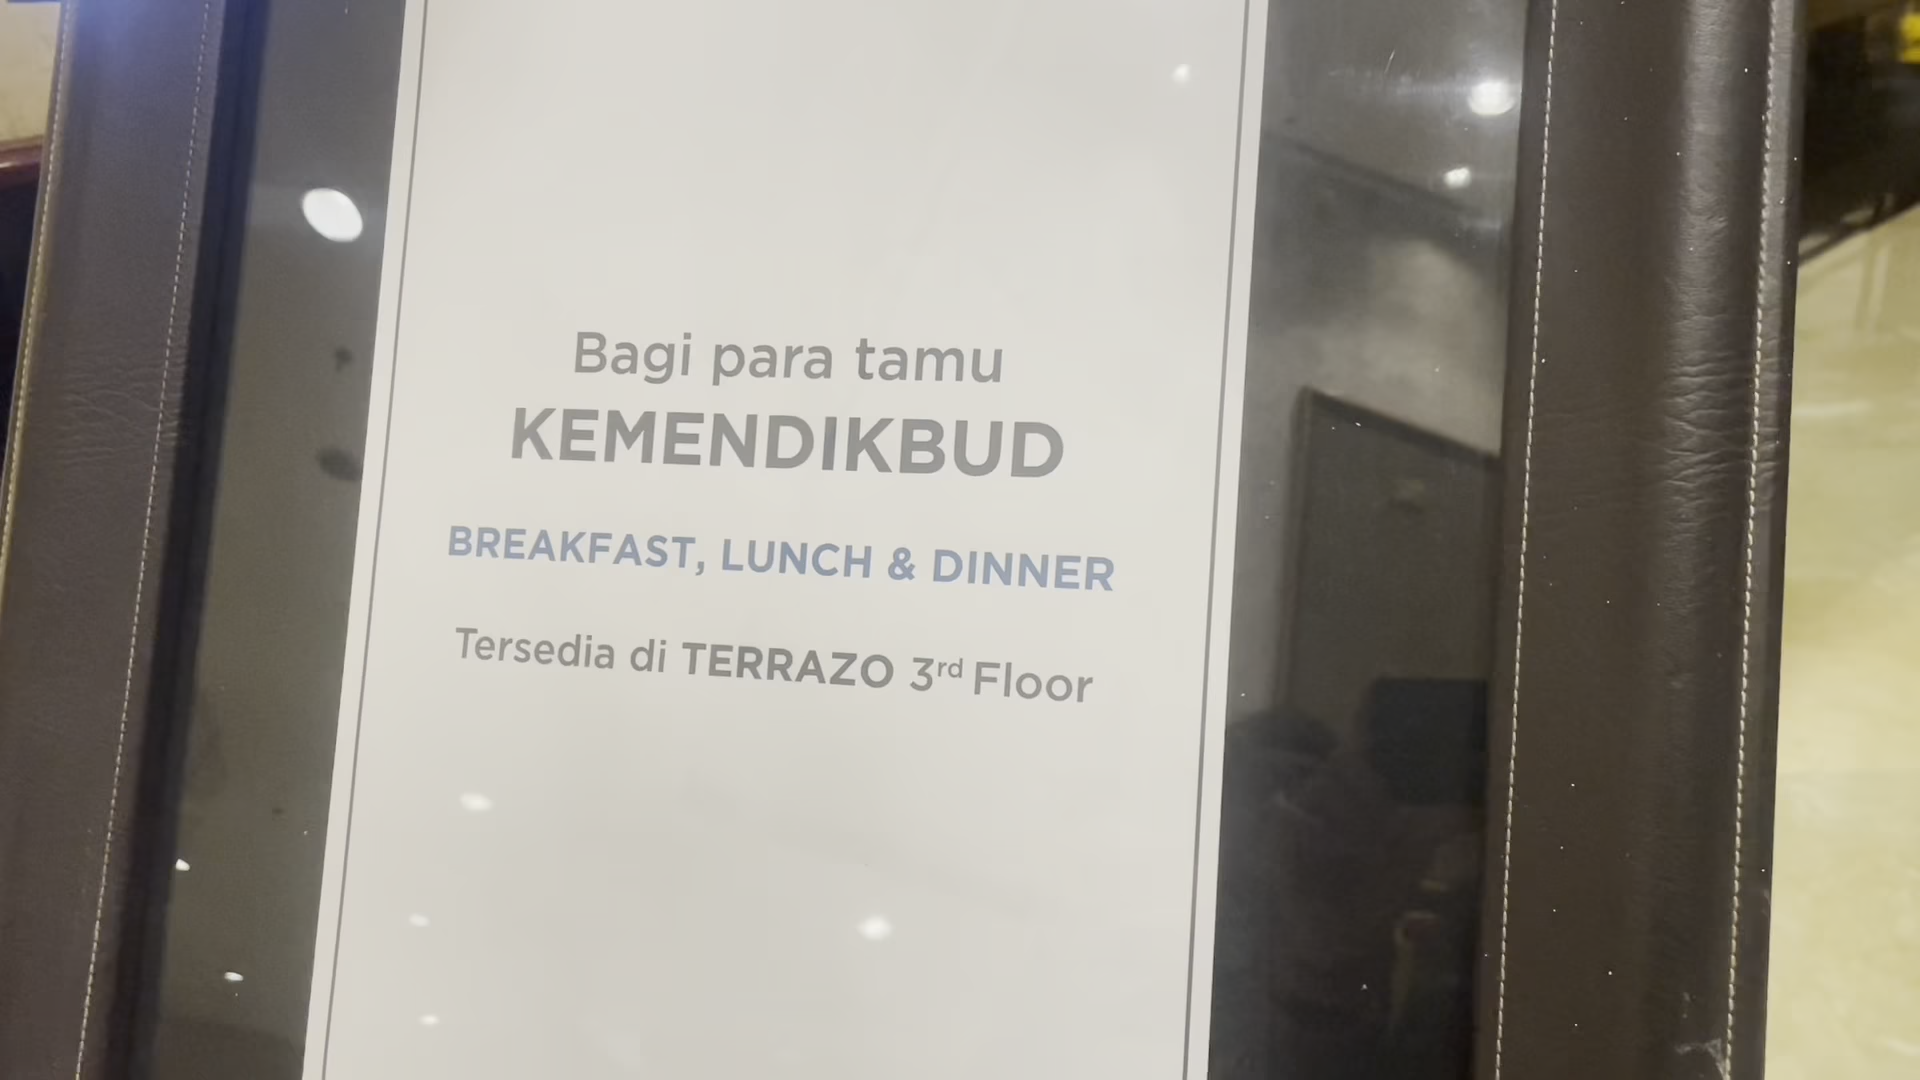 Bagi para tamu
KEMENDIKBUD
BREAKFAST, LUNCH & DINNER
Tersedia di TERRAZO 3rd Floor